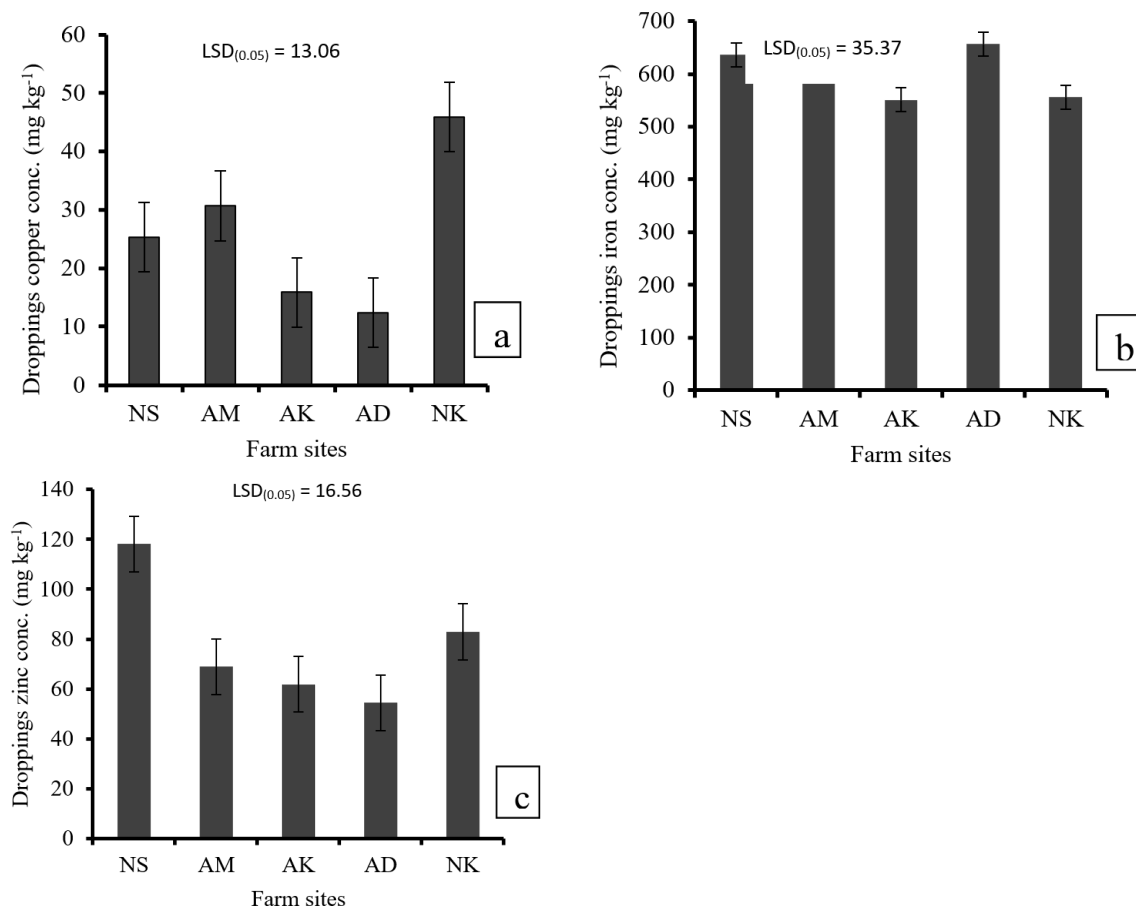 Droppings copper conc. (mg kg-1)
60
50
40
30
20
10
0
LSD(0.05) = 13.06
a
NS AM AK AD NK
Farm sites
Droppings iron conc. (mg kg-1)
700
600
500
400
300
200
100
0
LSD(0.05) = 35.37
b
NS AM AK AD NK
Farm sites
Droppings zinc conc. (mg kg-1)
140
120
100
80
60
40
20
0
LSD(0.05) = 16.56
c
NS AM AK AD NK
Farm sites